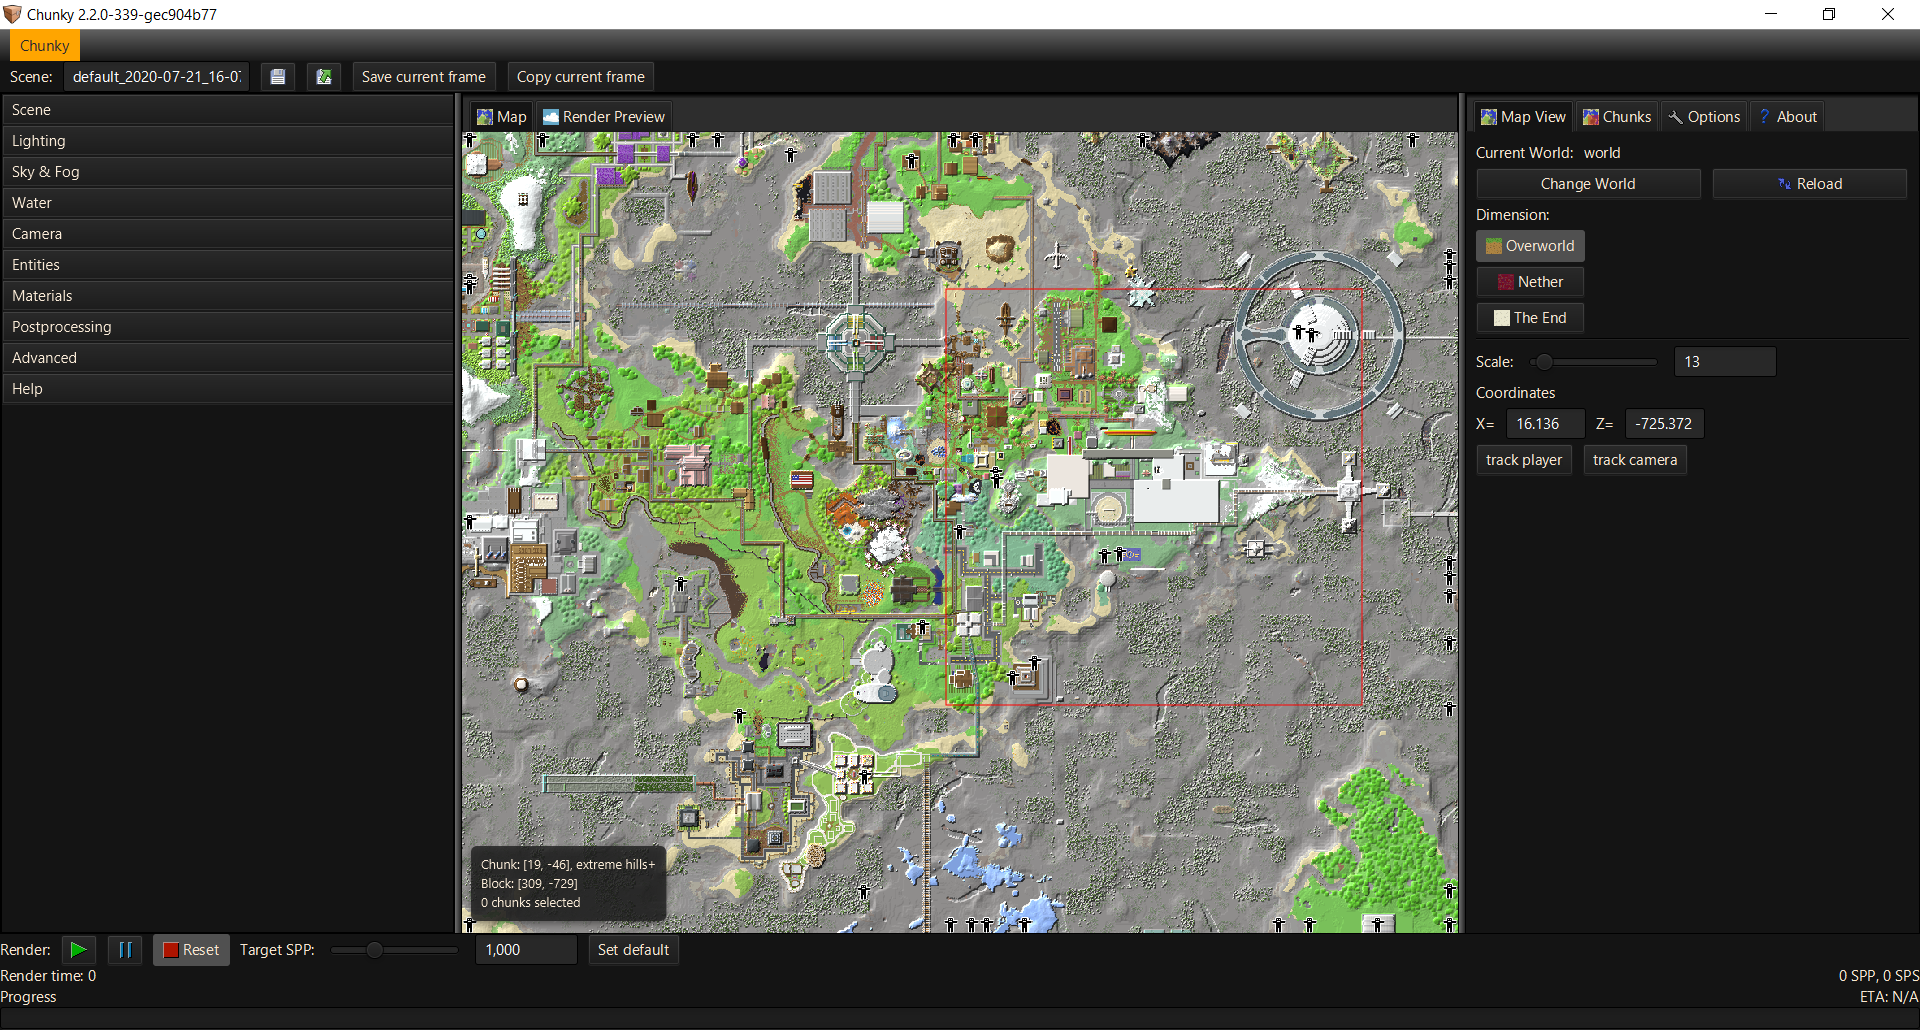 Chunky 2.2.0-339-gec904b77
Chunky
Scene: default_2020-07-21_16-0 Save current frame Copy current frame
Scene
Lighting
Sky & Fog
Water
Camera
Entities
Materials
Postprocessing
Advanced
Help
Map Render Preview
Chunk: [19, -46], extreme hills+
Block: [309, -729]
0 chunks selected
Map View Chunks Options ? About
Current World: world
Change World Reload
Dimension:
Overworld
Nether
The End
Scale: 13
Coordinates
X= 16.136 Z= -725.372
track player track camera
Render: Reset Target SPP: 1,000 Set default
Render time: 0
Progress
0 SPP, 0 SPS
ETA: N/A